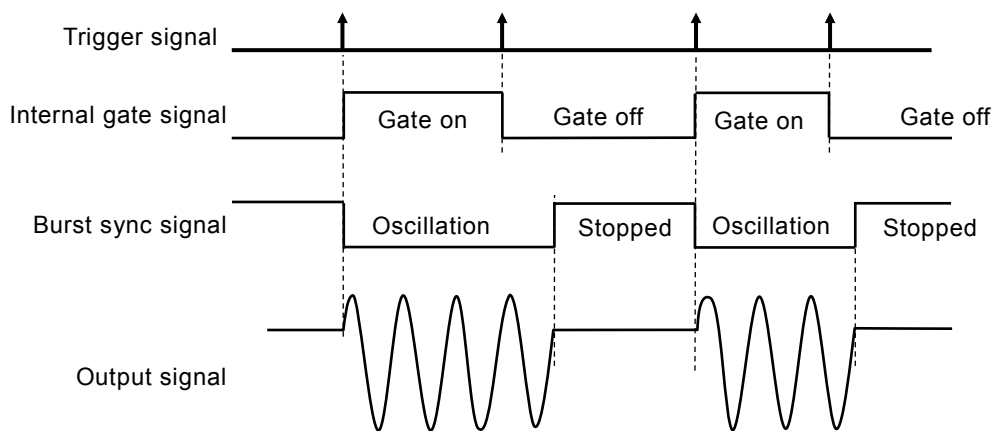 Trigger signal
Internal gate signal
Gate on
Gate off
Gate on
Gate off
Burst sync signal
Oscillation
Stopped
Oscillation
Stopped
Output signal